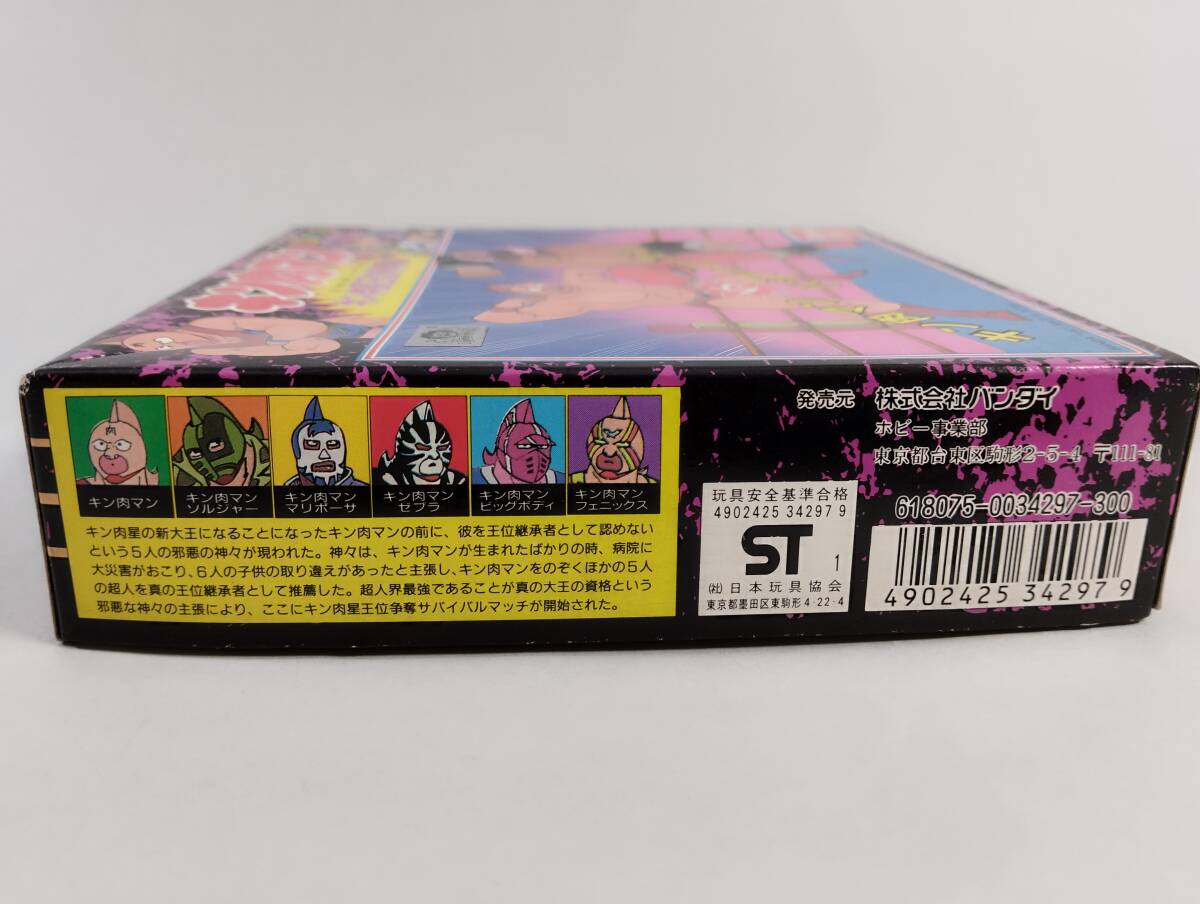 キン肉マン
キン肉マン
キン肉マン
ソルジャー
キン肉マン
マリポーサ
キン肉マン
ゼブラ
キン肉マン
ビッグボディ
キン肉マン
フェニックス
キン肉星の新大王になることになったキン肉マンの前に、彼を王位継承者として認めない
という5人の邪悪の神々が現われた。神々は、キン肉マンが生まれたばかりの時、病院に
大災害がおこり、6人の子供の取り違えがあったと主張し、キン肉マンをのぞくほかの5人
の超人を真の王位継承者として推薦した。超人界最強であることが真の大王の資格という
邪悪な神々の主張により、ここにキン肉星王位争奪サバイバルマッチが開始された。
玩具安全基準合格
4902425 34297 9
ST 1
(社)日本玩具協会
東京都墨田区東駒形4-22-4
発売元 株式会社バンダイ
ホビー事業部
東京都台東区駒形2-5-4 〒111-81
618075-0034297-300
4902425 34297 9